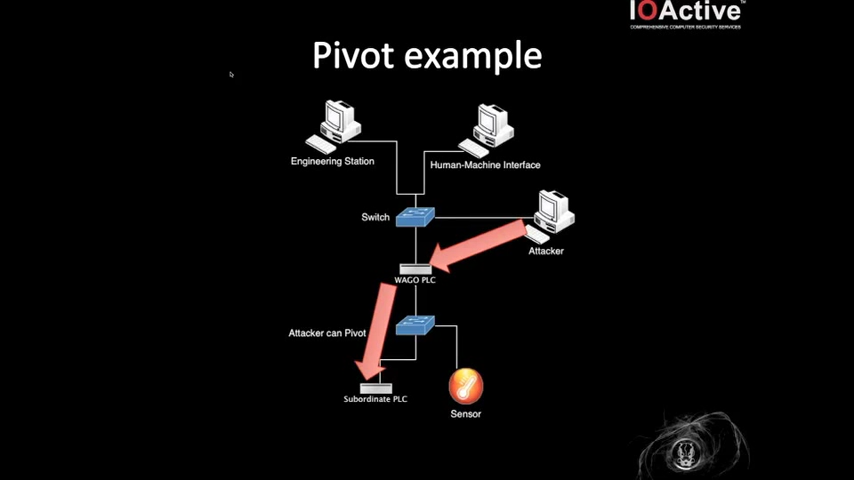 IOActive™
COMPREHENSIVE COMPUTER SECURITY SERVICES
Pivot example
Engineering Station
Human-Machine Interface
Switch
Attacker
WAGO PLC
Attacker can Pivot
Subordinate PLC
Sensor